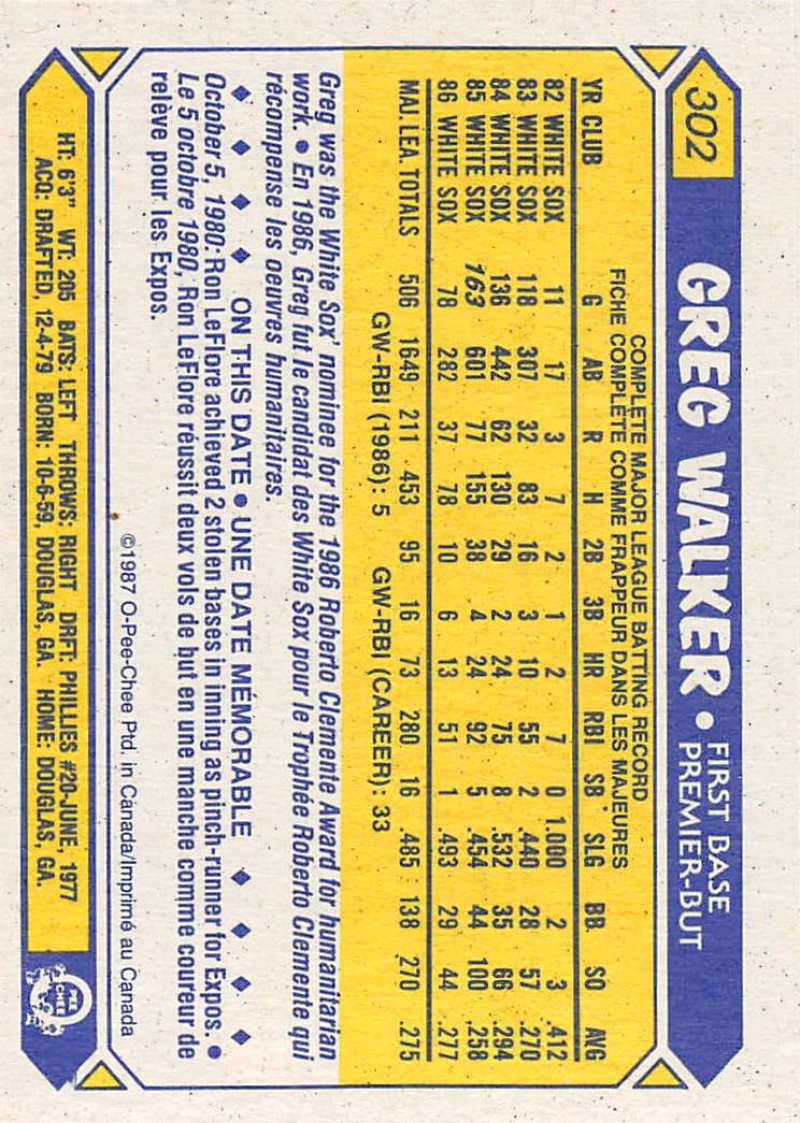 302
GREG WALKER • FIRST BASE
PREMIER-BUT
COMPLETE MAJOR LEAGUE BATTING RECORD
FICHE COMPLÈTE COMME FRAPPEUR DANS LES MAJEURES
YR CLUB G AB R H 2B 3B HR RBI SB SLG BB SO AVG
82 WHITE SOX 11 17 3 7 2 1 2 7 0 1.000 2 3 .412
83 WHITE SOX 118 307 32 83 16 3 10 55 2 .440 28 57 .270
84 WHITE SOX 136 442 62 130 29 2 24 75 8 .532 35 66 .294
85 WHITE SOX 163 601 77 155 38 4 24 92 5 .454 44 100 .258
86 WHITE SOX 78 282 37 78 10 6 13 51 1 .493 29 44 .277
MAJ. LEA. TOTALS 506 1649 211 453 95 16 73 280 16 .485 138 270 .275
GW-RBI (1986): 5 GW-RBI (CAREER): 33
Greg was the White Sox' nominee for the 1986 Roberto Clemente Award for humanitarian
work. • En 1986, Greg fut le candidat des White Sox pour le Trophée Roberto Clemente qui
récompense les oeuvres humanitaires.
◆ ◆ ◆ ◆ ON THIS DATE • UNE DATE MÉMORABLE ◆ ◆ ◆ ◆
October 5, 1980: Ron LeFlore achieved 2 stolen bases in inning as pinch-runner for Expos. •
Le 5 octobre 1980, Ron LeFlore réussit deux vols de but en une manche comme coureur de
relève pour les Expos.
©1987 O-Pee-Chee Ptd. in Canada/Imprimé au Canada
HT: 6'3" WT: 205 BATS: LEFT THROWS: RIGHT DRFT: PHILLIES #20-JUNE, 1977
ACQ: DRAFTED, 12-4-79 BORN: 10-6-59, DOUGLAS, GA. HOME: DOUGLAS, GA.
O
PEE
CHEE